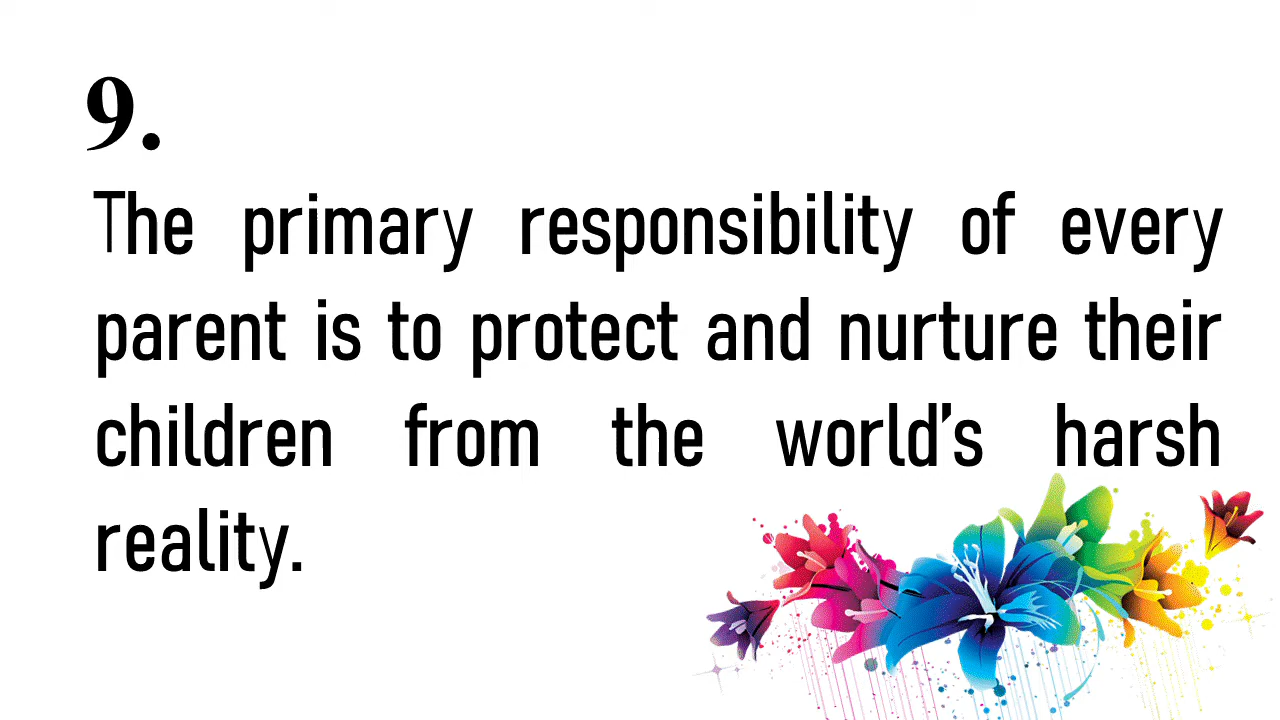 9.
The primary responsibility of every
parent is to protect and nurture their
children from the world’s harsh
reality.